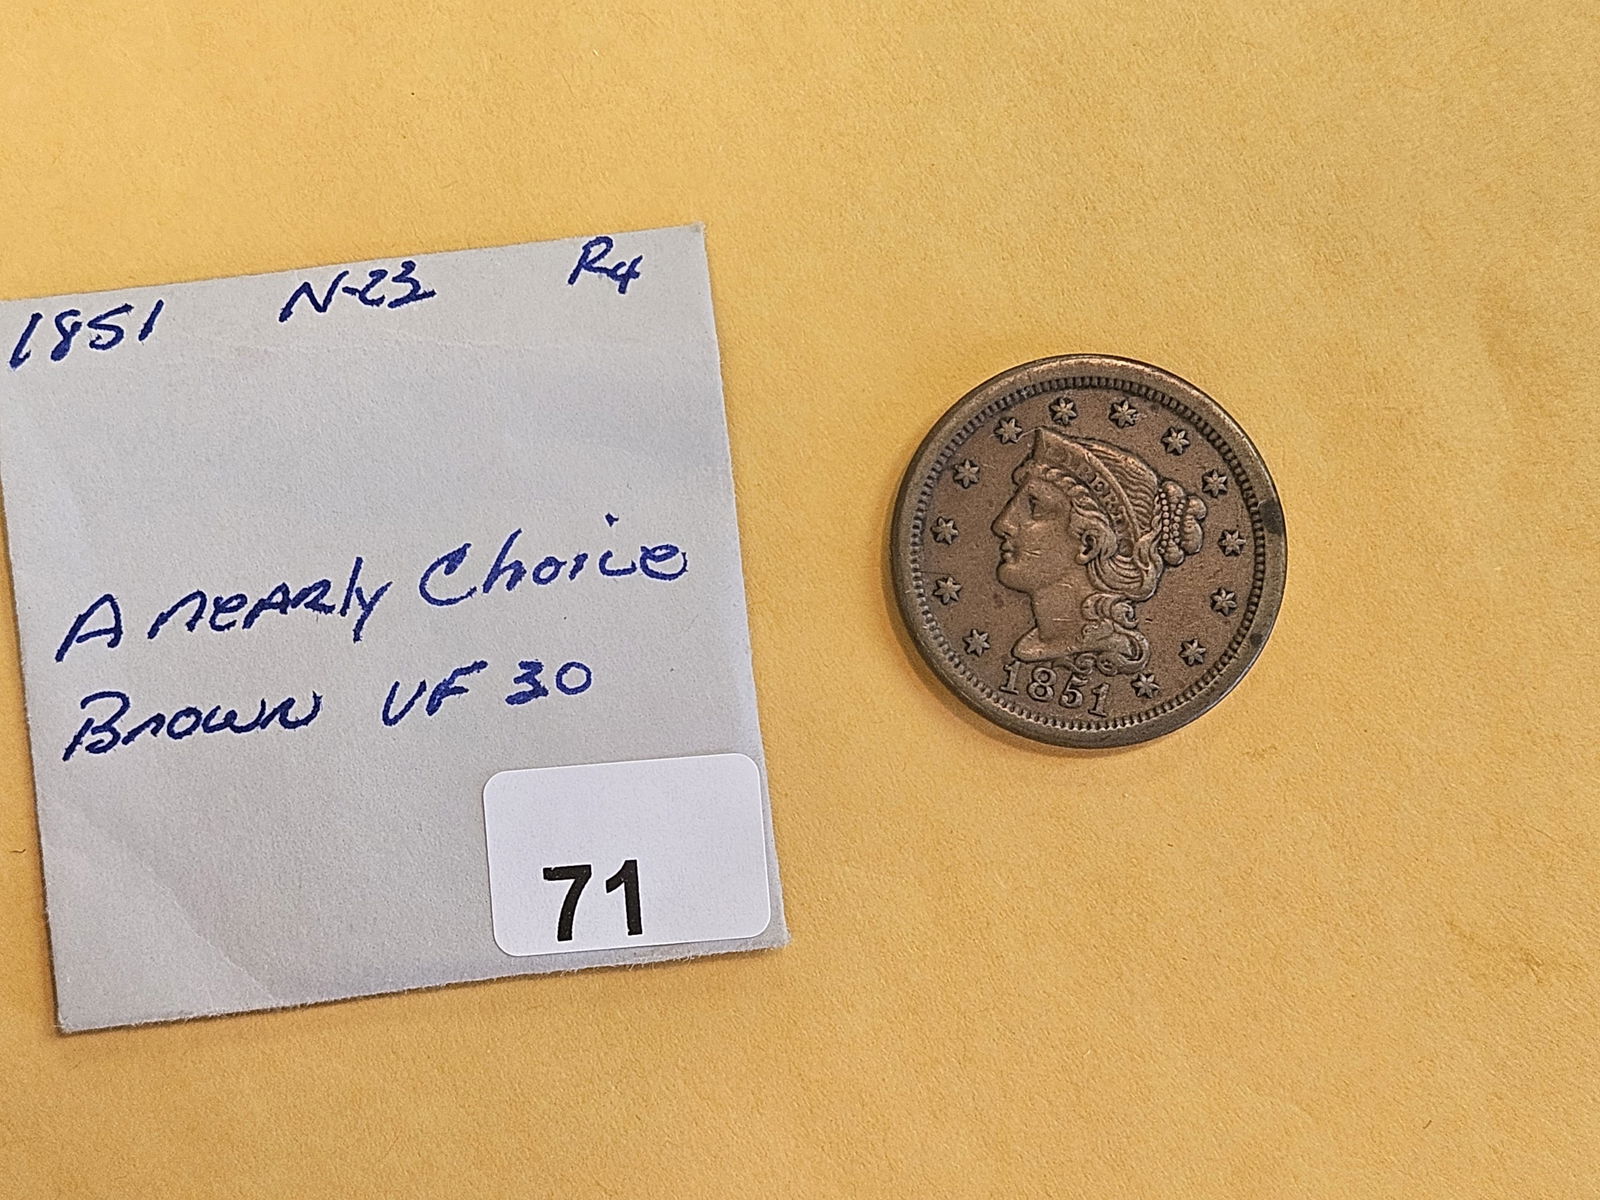 1851 N-23 R4
A nearly Choice
Brown VF 30
71
LIBERTY
1851